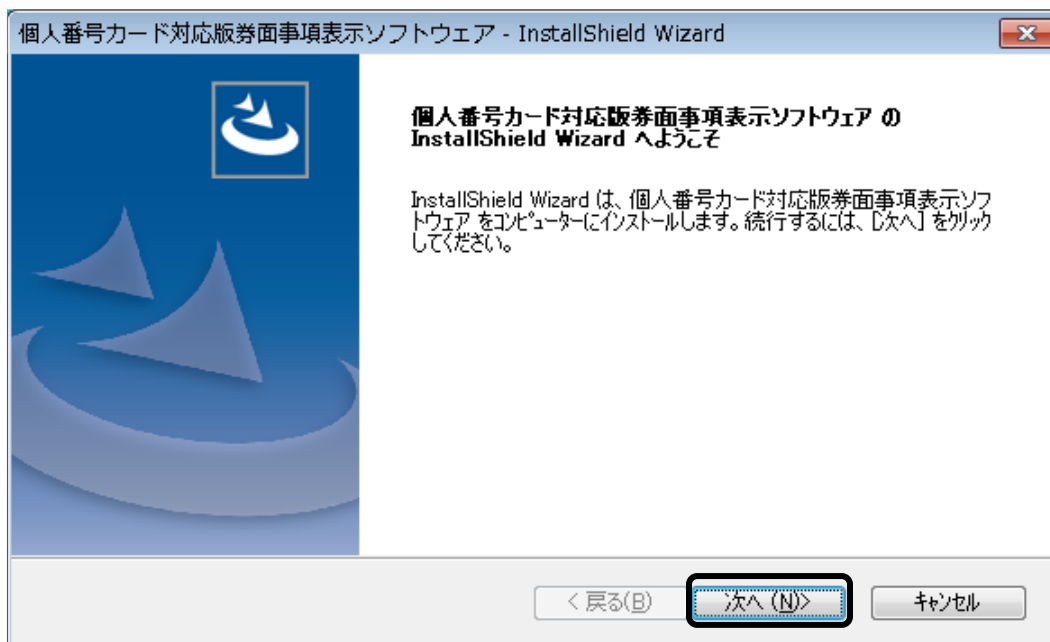 個人番号カード対応版券面事項表示ソフトウェア - InstallShield Wizard
個人番号カード対応版券面事項表示ソフトウェア の
InstallShield Wizard へようこそ
InstallShield Wizard は、個人番号カード対応版券面事項表示ソフ
トウェア をコンピューターにインストールします。続行するには、[次へ] をクリック
してください。
< 戻る(B)
次へ (N)>
キャンセル